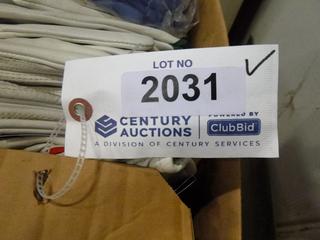 LOT NO
2031
CENTURY AUCTIONS
POWERED BY
ClubBid
A DIVISION OF CENTURY SERVICES